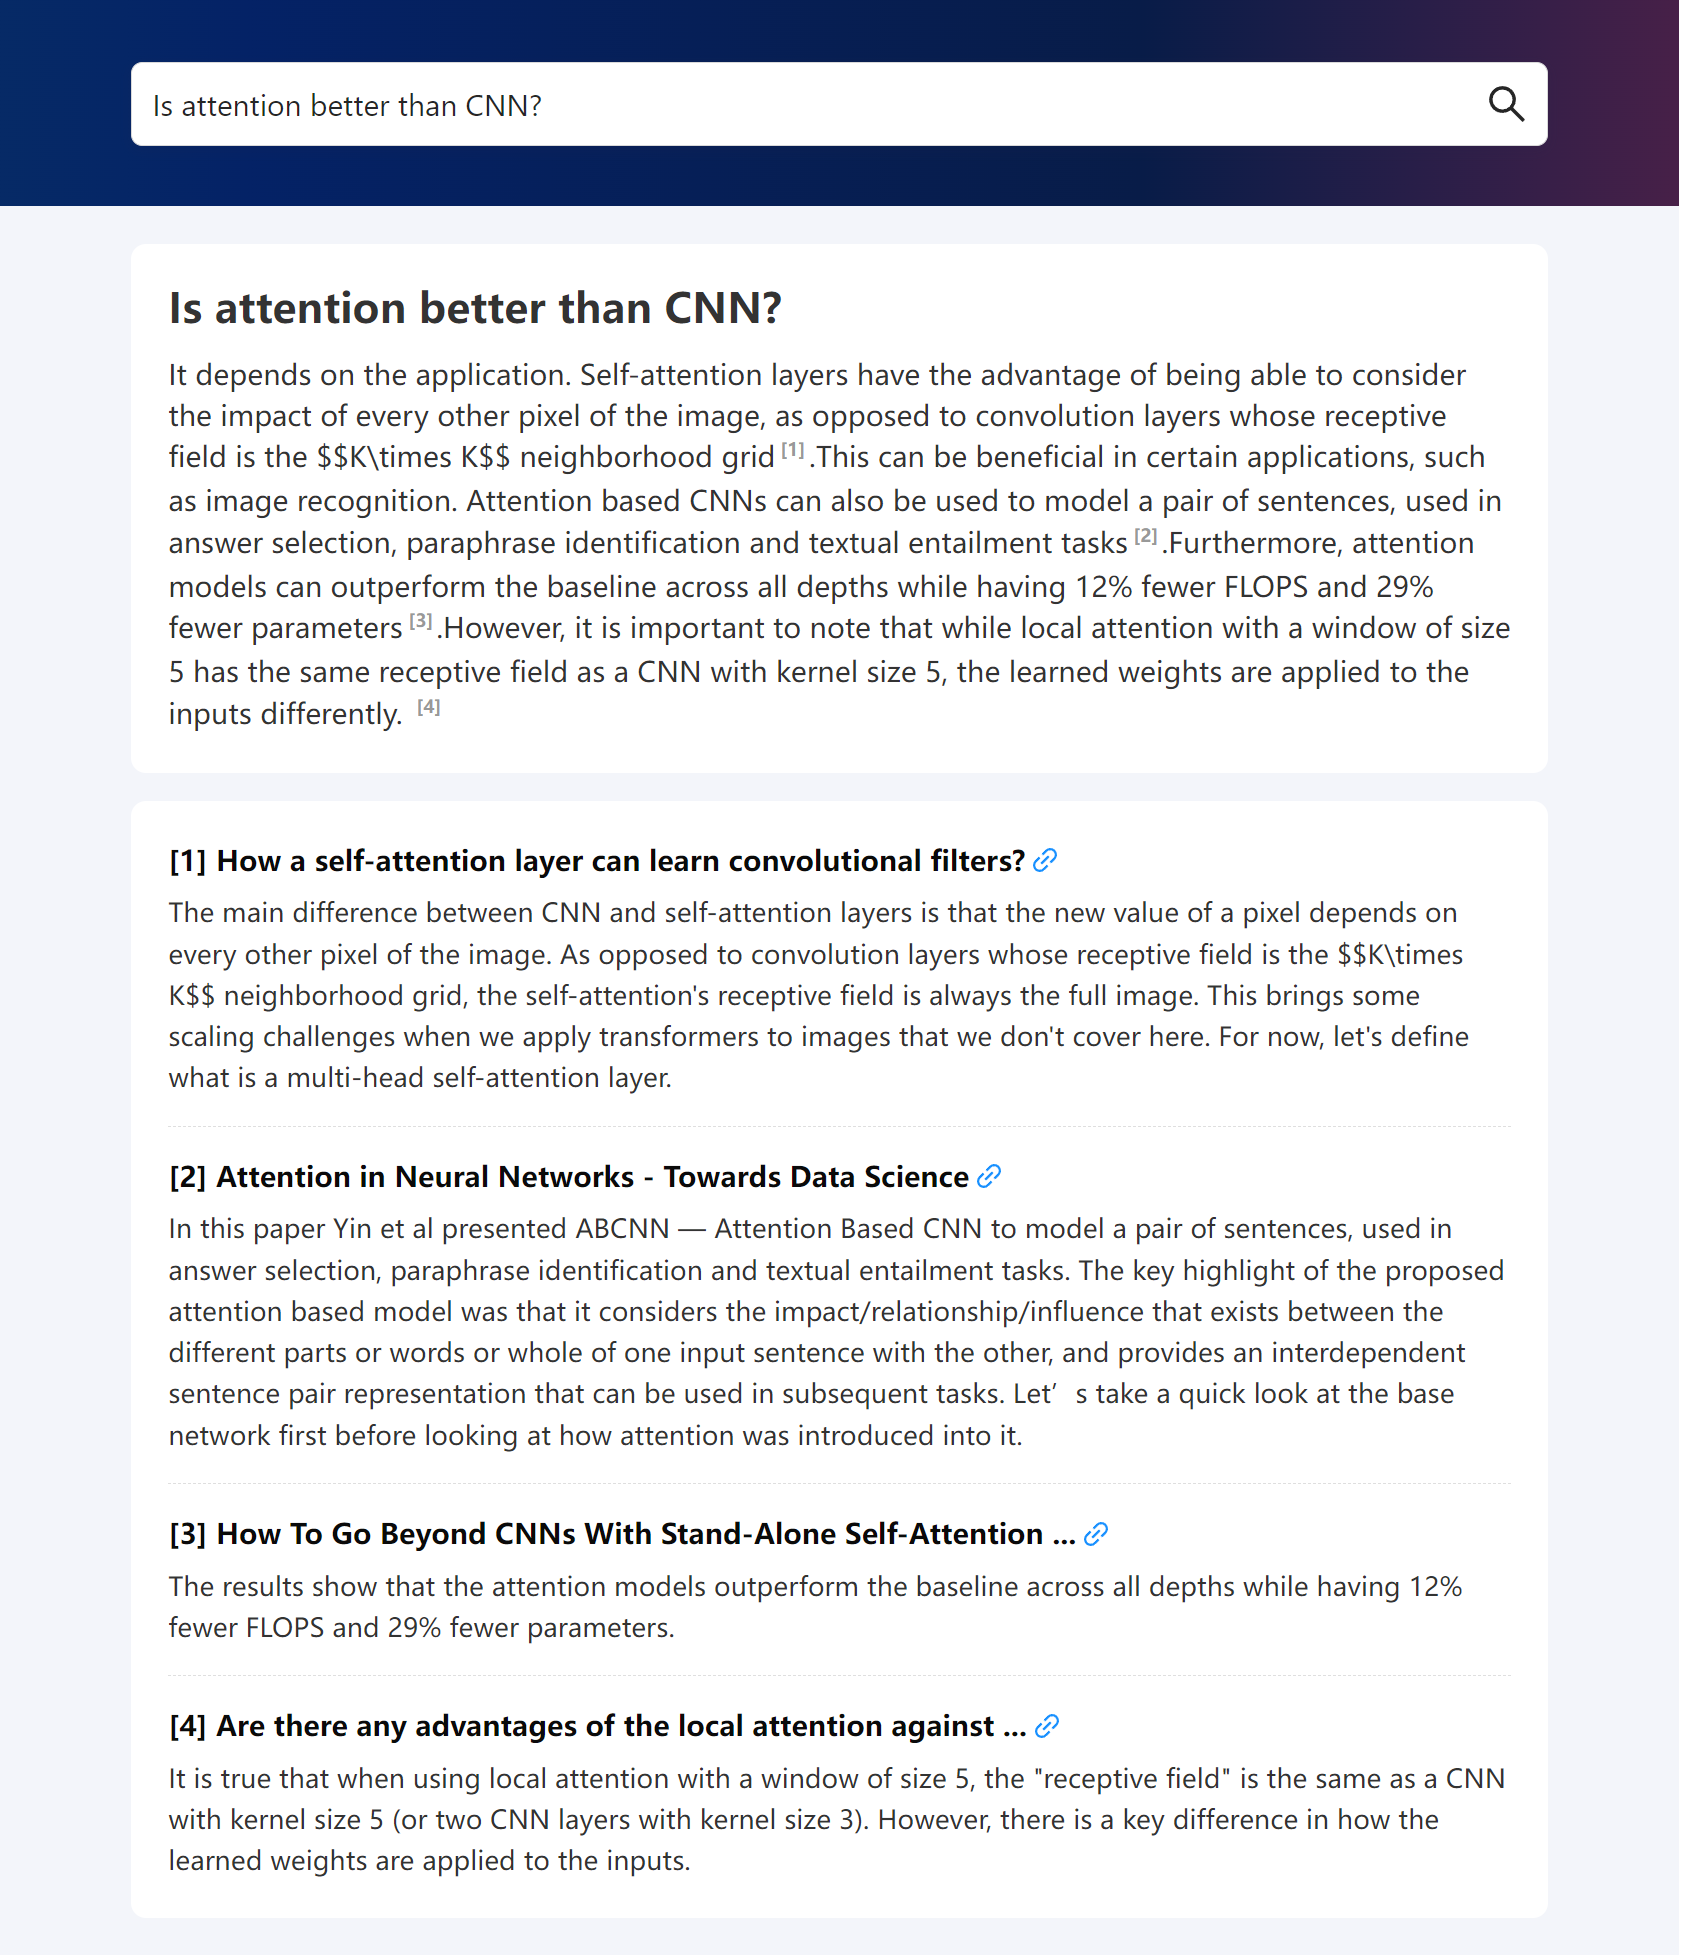 Is attention better than CNN?
Is attention better than CNN?
It depends on the application. Self-attention layers have the advantage of being able to consider
the impact of every other pixel of the image, as opposed to convolution layers whose receptive
field is the $$K\times K$$ neighborhood grid [1].This can be beneficial in certain applications, such
as image recognition. Attention based CNNs can also be used to model a pair of sentences, used in
answer selection, paraphrase identification and textual entailment tasks [2].Furthermore, attention
models can outperform the baseline across all depths while having 12% fewer FLOPS and 29%
fewer parameters [3].However, it is important to note that while local attention with a window of size
5 has the same receptive field as a CNN with kernel size 5, the learned weights are applied to the
inputs differently. [4]
[1] How a self-attention layer can learn convolutional filters?
The main difference between CNN and self-attention layers is that the new value of a pixel depends on
every other pixel of the image. As opposed to convolution layers whose receptive field is the $$K\times
K$$ neighborhood grid, the self-attention's receptive field is always the full image. This brings some
scaling challenges when we apply transformers to images that we don't cover here. For now, let's define
what is a multi-head self-attention layer.
[2] Attention in Neural Networks - Towards Data Science
In this paper Yin et al presented ABCNN — Attention Based CNN to model a pair of sentences, used in
answer selection, paraphrase identification and textual entailment tasks. The key highlight of the proposed
attention based model was that it considers the impact/relationship/influence that exists between the
different parts or words or whole of one input sentence with the other, and provides an interdependent
sentence pair representation that can be used in subsequent tasks. Let’s take a quick look at the base
network first before looking at how attention was introduced into it.
[3] How To Go Beyond CNNs With Stand-Alone Self-Attention ...
The results show that the attention models outperform the baseline across all depths while having 12%
fewer FLOPS and 29% fewer parameters.
[4] Are there any advantages of the local attention against ...
It is true that when using local attention with a window of size 5, the "receptive field" is the same as a CNN
with kernel size 5 (or two CNN layers with kernel size 3). However, there is a key difference in how the
learned weights are applied to the inputs.